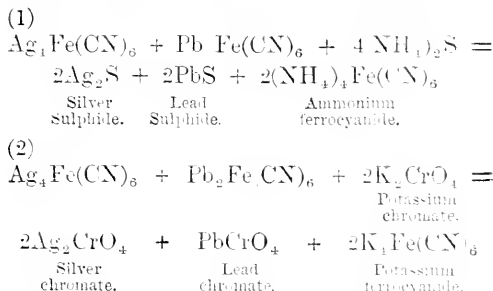 (1)
Ag₄Fe(CN)₆ + Pb Fe(CN)₆ + 4 NH₄)₂S =
2Ag₂S + 2PbS + 2(NH₄)₄Fe(CN)₆
Silver Lead Ammonium
Sulphide. Sulphide. ferrocyanide.
(2)
Ag₄Fe(CN)₆ + Pb₂Fe CN)₆ + 2K₂CrO₄ =
Potassium
chromate.
2Ag₂CrO₄ + PbCrO₄ + 2K₄Fe(CN)₆
Silver Lead Potassium
chromate. chromate. ferrocyanide.